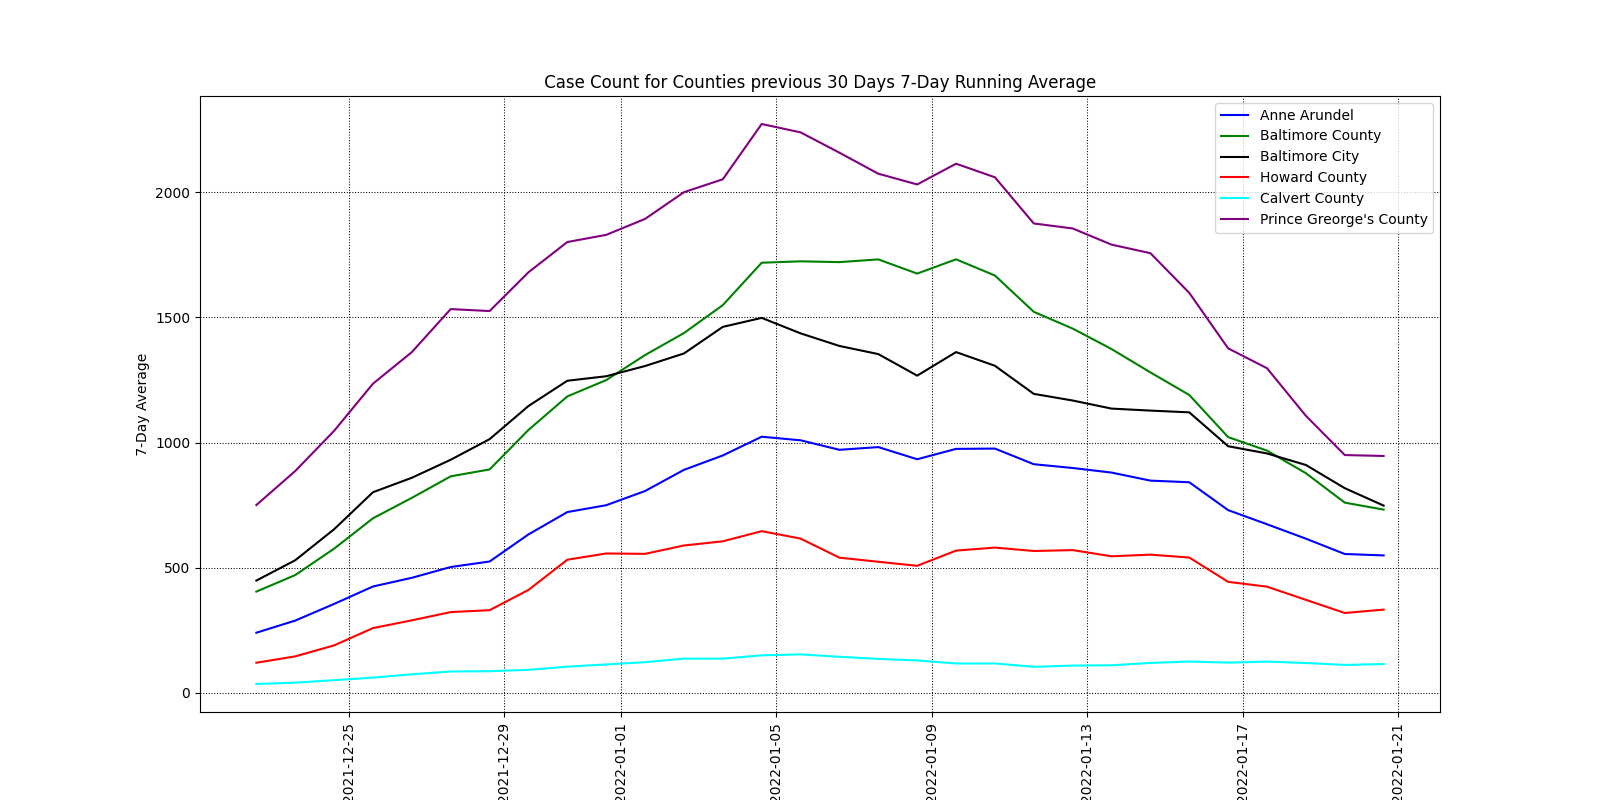 Case Count for Counties previous 30 Days 7-Day Running Average
Anne Arundel
Baltimore County
Baltimore City
Howard County
Calvert County
Prince Greorge's County
7-Day Average
2000
1500
1000
500
0
2021-12-25
2021-12-29
2022-01-01
2022-01-05
2022-01-09
2022-01-13
2022-01-17
2022-01-21